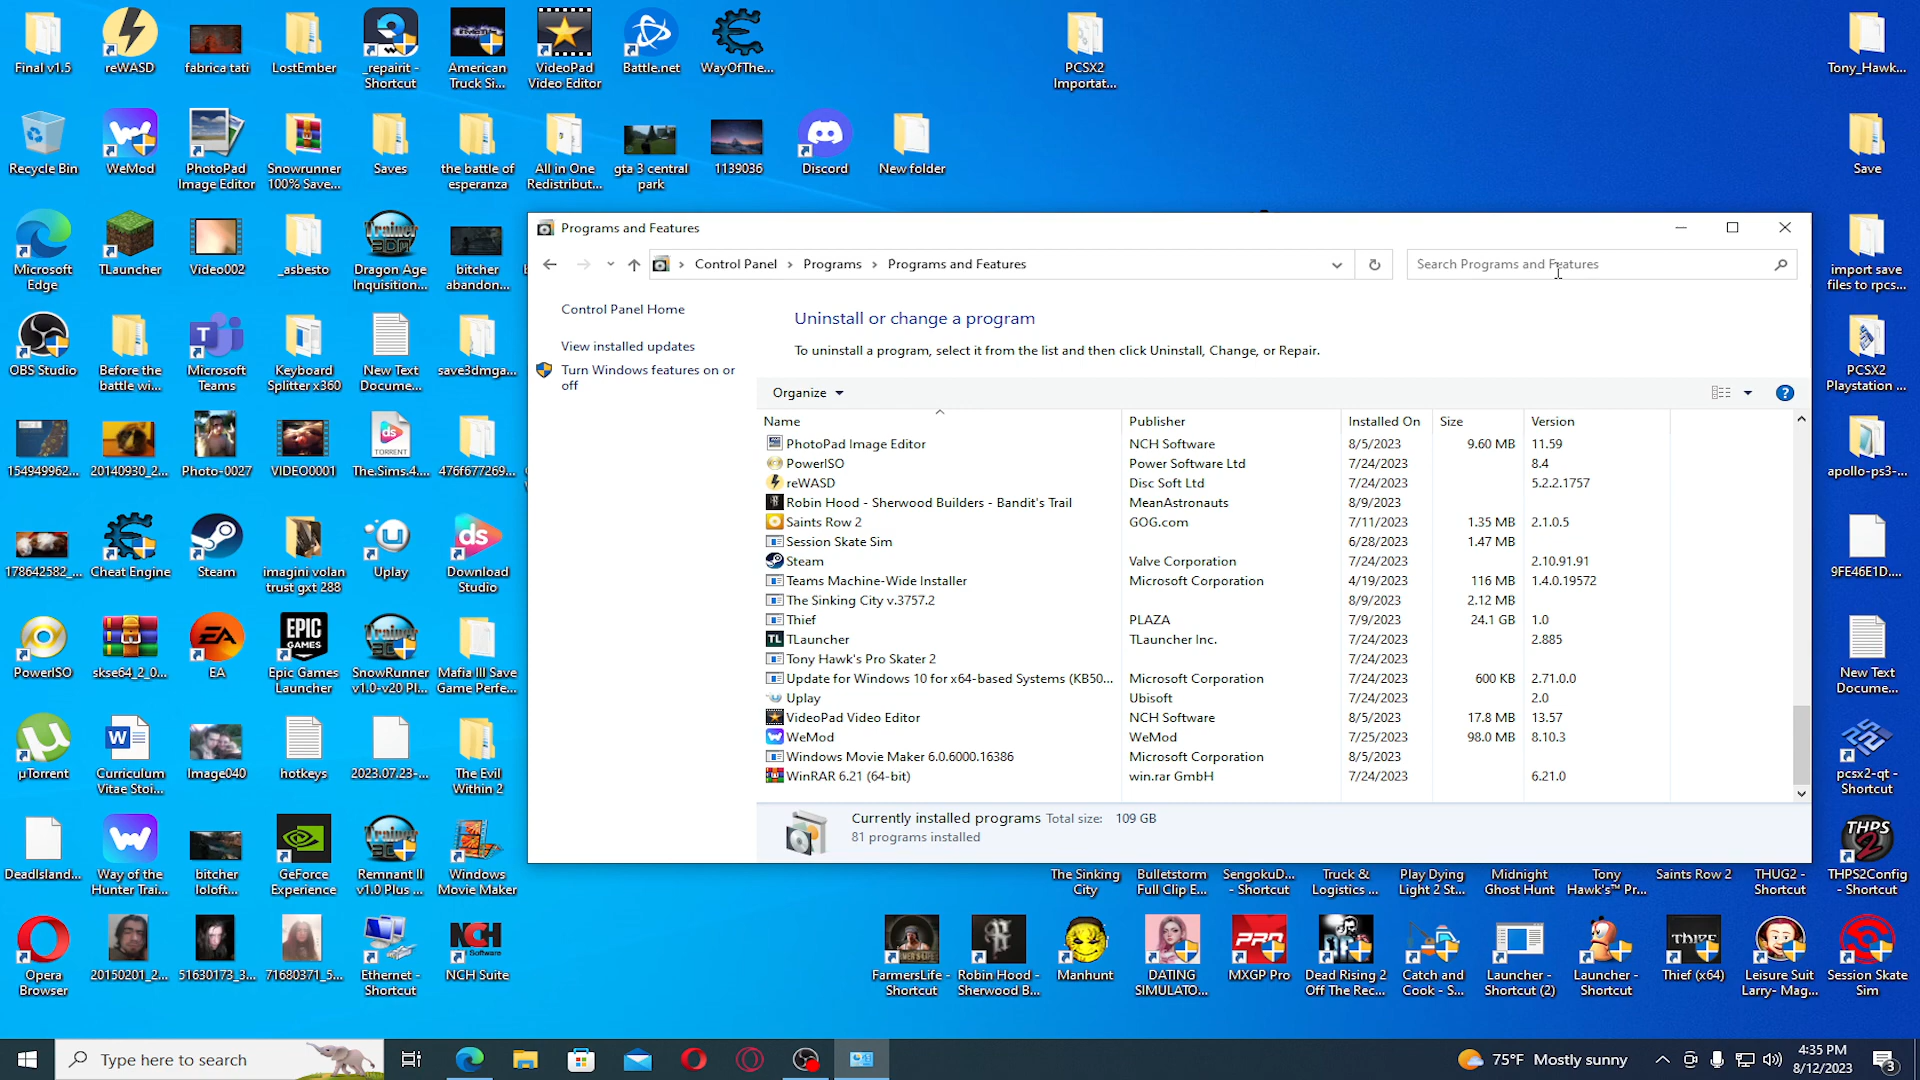 Final v1.5
reWASD
fabrica tati
LostEmber
_repairit -
Shortcut
American
Truck Si...
VideoPad
Video Editor
Battle.net
WayOfThe...
PCSX2
Importat...
Tony_Hawk...
Recycle Bin
WeMod
PhotoPad
Image Editor
Snowrunner
100% Save...
Saves
the battle of
esperanza
All in One
Redistribut...
gta 3 central
park
1139036
Discord
New folder
Save
Microsoft
Edge
TLauncher
Video002
_asbesto
Dragon Age
Inquisition...
bitcher
abandon...
import save
files to rpcs...
OBS Studio
Before the
battle wi...
Microsoft
Teams
Keyboard
Splitter x360
New Text
Docume...
save3dmga...
PCSX2
Playstation ...
154949962...
20140930_2...
Photo-0027
VIDEO0001
TORRENT
The.Sims.4....
476f677269...
apollo-ps3-...
178642582_...
Cheat Engine
Steam
imagini volan
trust gxt 288
Uplay
Download
Studio
9FE46E1D....
PowerISO
skse64_2_0...
EA
Epic Games
Launcher
SnowRunner
v1.0-v20 Pl...
Mafia III Save
Game Perfe...
New Text
Docume...
µTorrent
Curriculum
Vitae Stoi...
Image040
hotkeys
2023.07.23-...
The Evil
Within 2
pcsx2-qt -
Shortcut
DeadIsland...
Way of the
Hunter Trai...
bitcher
loloft...
GeForce
Experience
Remnant II
v1.0 Plus ...
Windows
Movie Maker
Opera
Browser
20150201_2...
51630173_3...
71680371_5...
Ethernet -
Shortcut
NCH Suite
Programs and Features
Control Panel > Programs > Programs and Features
Search Programs and Features
Control Panel Home
View installed updates
Turn Windows features on or
off
Uninstall or change a program
To uninstall a program, select it from the list and then click Uninstall, Change, or Repair.
Organize
Name Publisher Installed On Size Version
PhotoPad Image Editor NCH Software 8/5/2023 9.60 MB 11.59
PowerISO Power Software Ltd 7/24/2023 8.4
reWASD Disc Soft Ltd 7/24/2023 5.2.2.1757
Robin Hood - Sherwood Builders - Bandit's Trail MeanAstronauts 8/9/2023
Saints Row 2 GOG.com 7/11/2023 1.35 MB 2.1.0.5
Session Skate Sim 6/28/2023 1.47 MB
Steam Valve Corporation 7/24/2023 2.10.91.91
Teams Machine-Wide Installer Microsoft Corporation 4/19/2023 116 MB 1.4.0.19572
The Sinking City v.3757.2 8/9/2023 2.12 MB
Thief PLAZA 7/9/2023 24.1 GB 1.0
TLauncher TLauncher Inc. 7/24/2023 2.885
Tony Hawk's Pro Skater 2 7/24/2023
Update for Windows 10 for x64-based Systems (KB50... Microsoft Corporation 7/24/2023 600 KB 2.71.0.0
Uplay Ubisoft 7/24/2023 2.0
VideoPad Video Editor NCH Software 8/5/2023 17.8 MB 13.57
WeMod WeMod 7/25/2023 98.0 MB 8.10.3
Windows Movie Maker 6.0.6000.16386 Microsoft Corporation 8/5/2023
WinRAR 6.21 (64-bit) win.rar GmbH 7/24/2023 6.21.0
Currently installed programs Total size: 109 GB
81 programs installed
The Sinking
City
Bulletstorm
Full Clip E...
SengokuD...
- Shortcut
Truck &
Logistics ...
Play Dying
Light 2 St...
Midnight
Ghost Hunt
Tony
Hawk's™ Pr...
Saints Row 2
THUG2 -
Shortcut
THPS2Config
- Shortcut
FarmersLife -
Shortcut
Robin Hood -
Sherwood B...
Manhunt
DATING
SIMULATO...
MXGP Pro
Dead Rising 2
Off The Rec...
Catch and
Cook - S...
Launcher -
Shortcut (2)
Launcher -
Shortcut
Thief (x64)
Leisure Suit
Larry- Mag...
Session Skate
Sim
Type here to search
75°F Mostly sunny
4:35 PM
8/12/2023
3